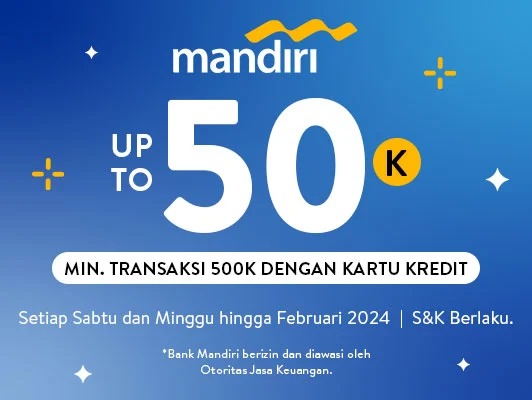 mandiri
UP TO 50 K
MIN. TRANSAKSI 500K DENGAN KARTU KREDIT
Setiap Sabtu dan Minggu hingga Februari 2024 | S&K Berlaku.
*Bank Mandiri berizin dan diawasi oleh
Otoritas Jasa Keuangan.